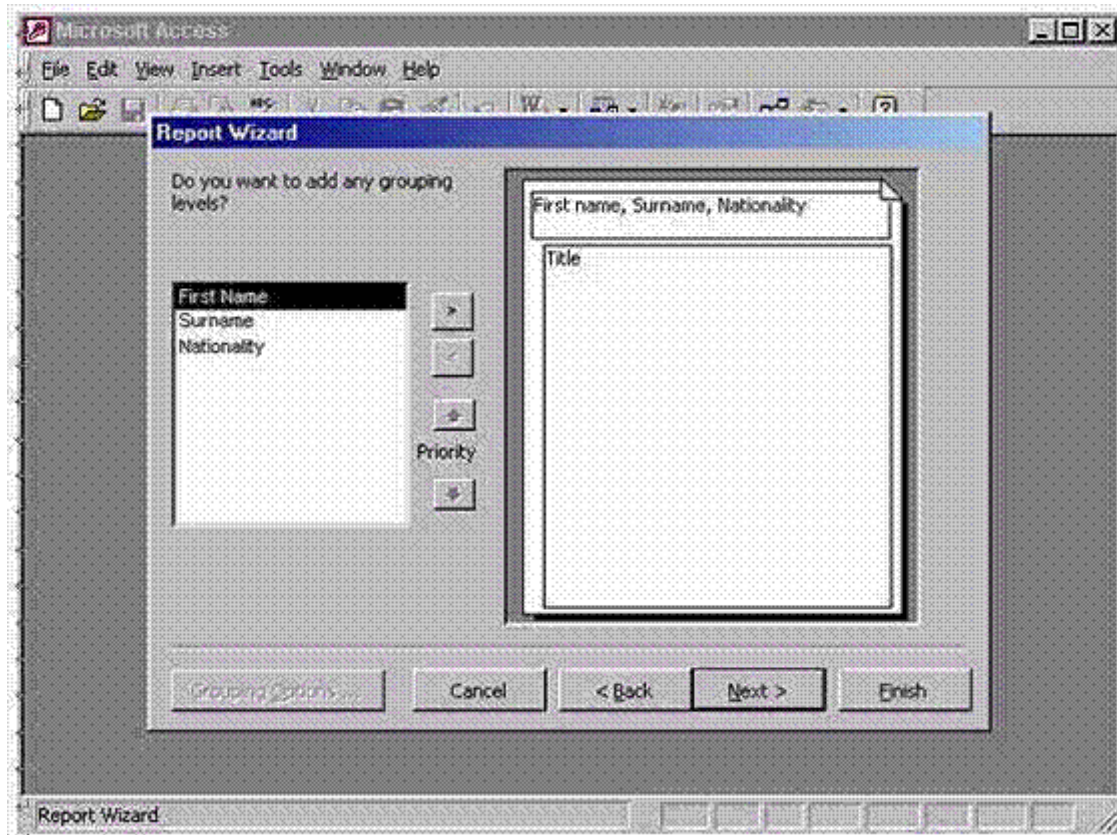 Microsoft Access
File Edit View Insert Tools Window Help
Report Wizard
Do you want to add any grouping
levels?
First Name
Surname
Nationality
>
<
Priority
First name, Surname, Nationality
Title
Grouping Options ...
Cancel
< Back
Next >
Finish
Report Wizard